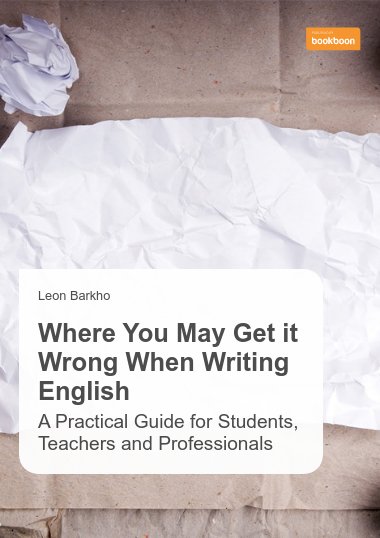 bookboon
Leon Barkho
Where You May Get it
Wrong When Writing
English
A Practical Guide for Students,
Teachers and Professionals